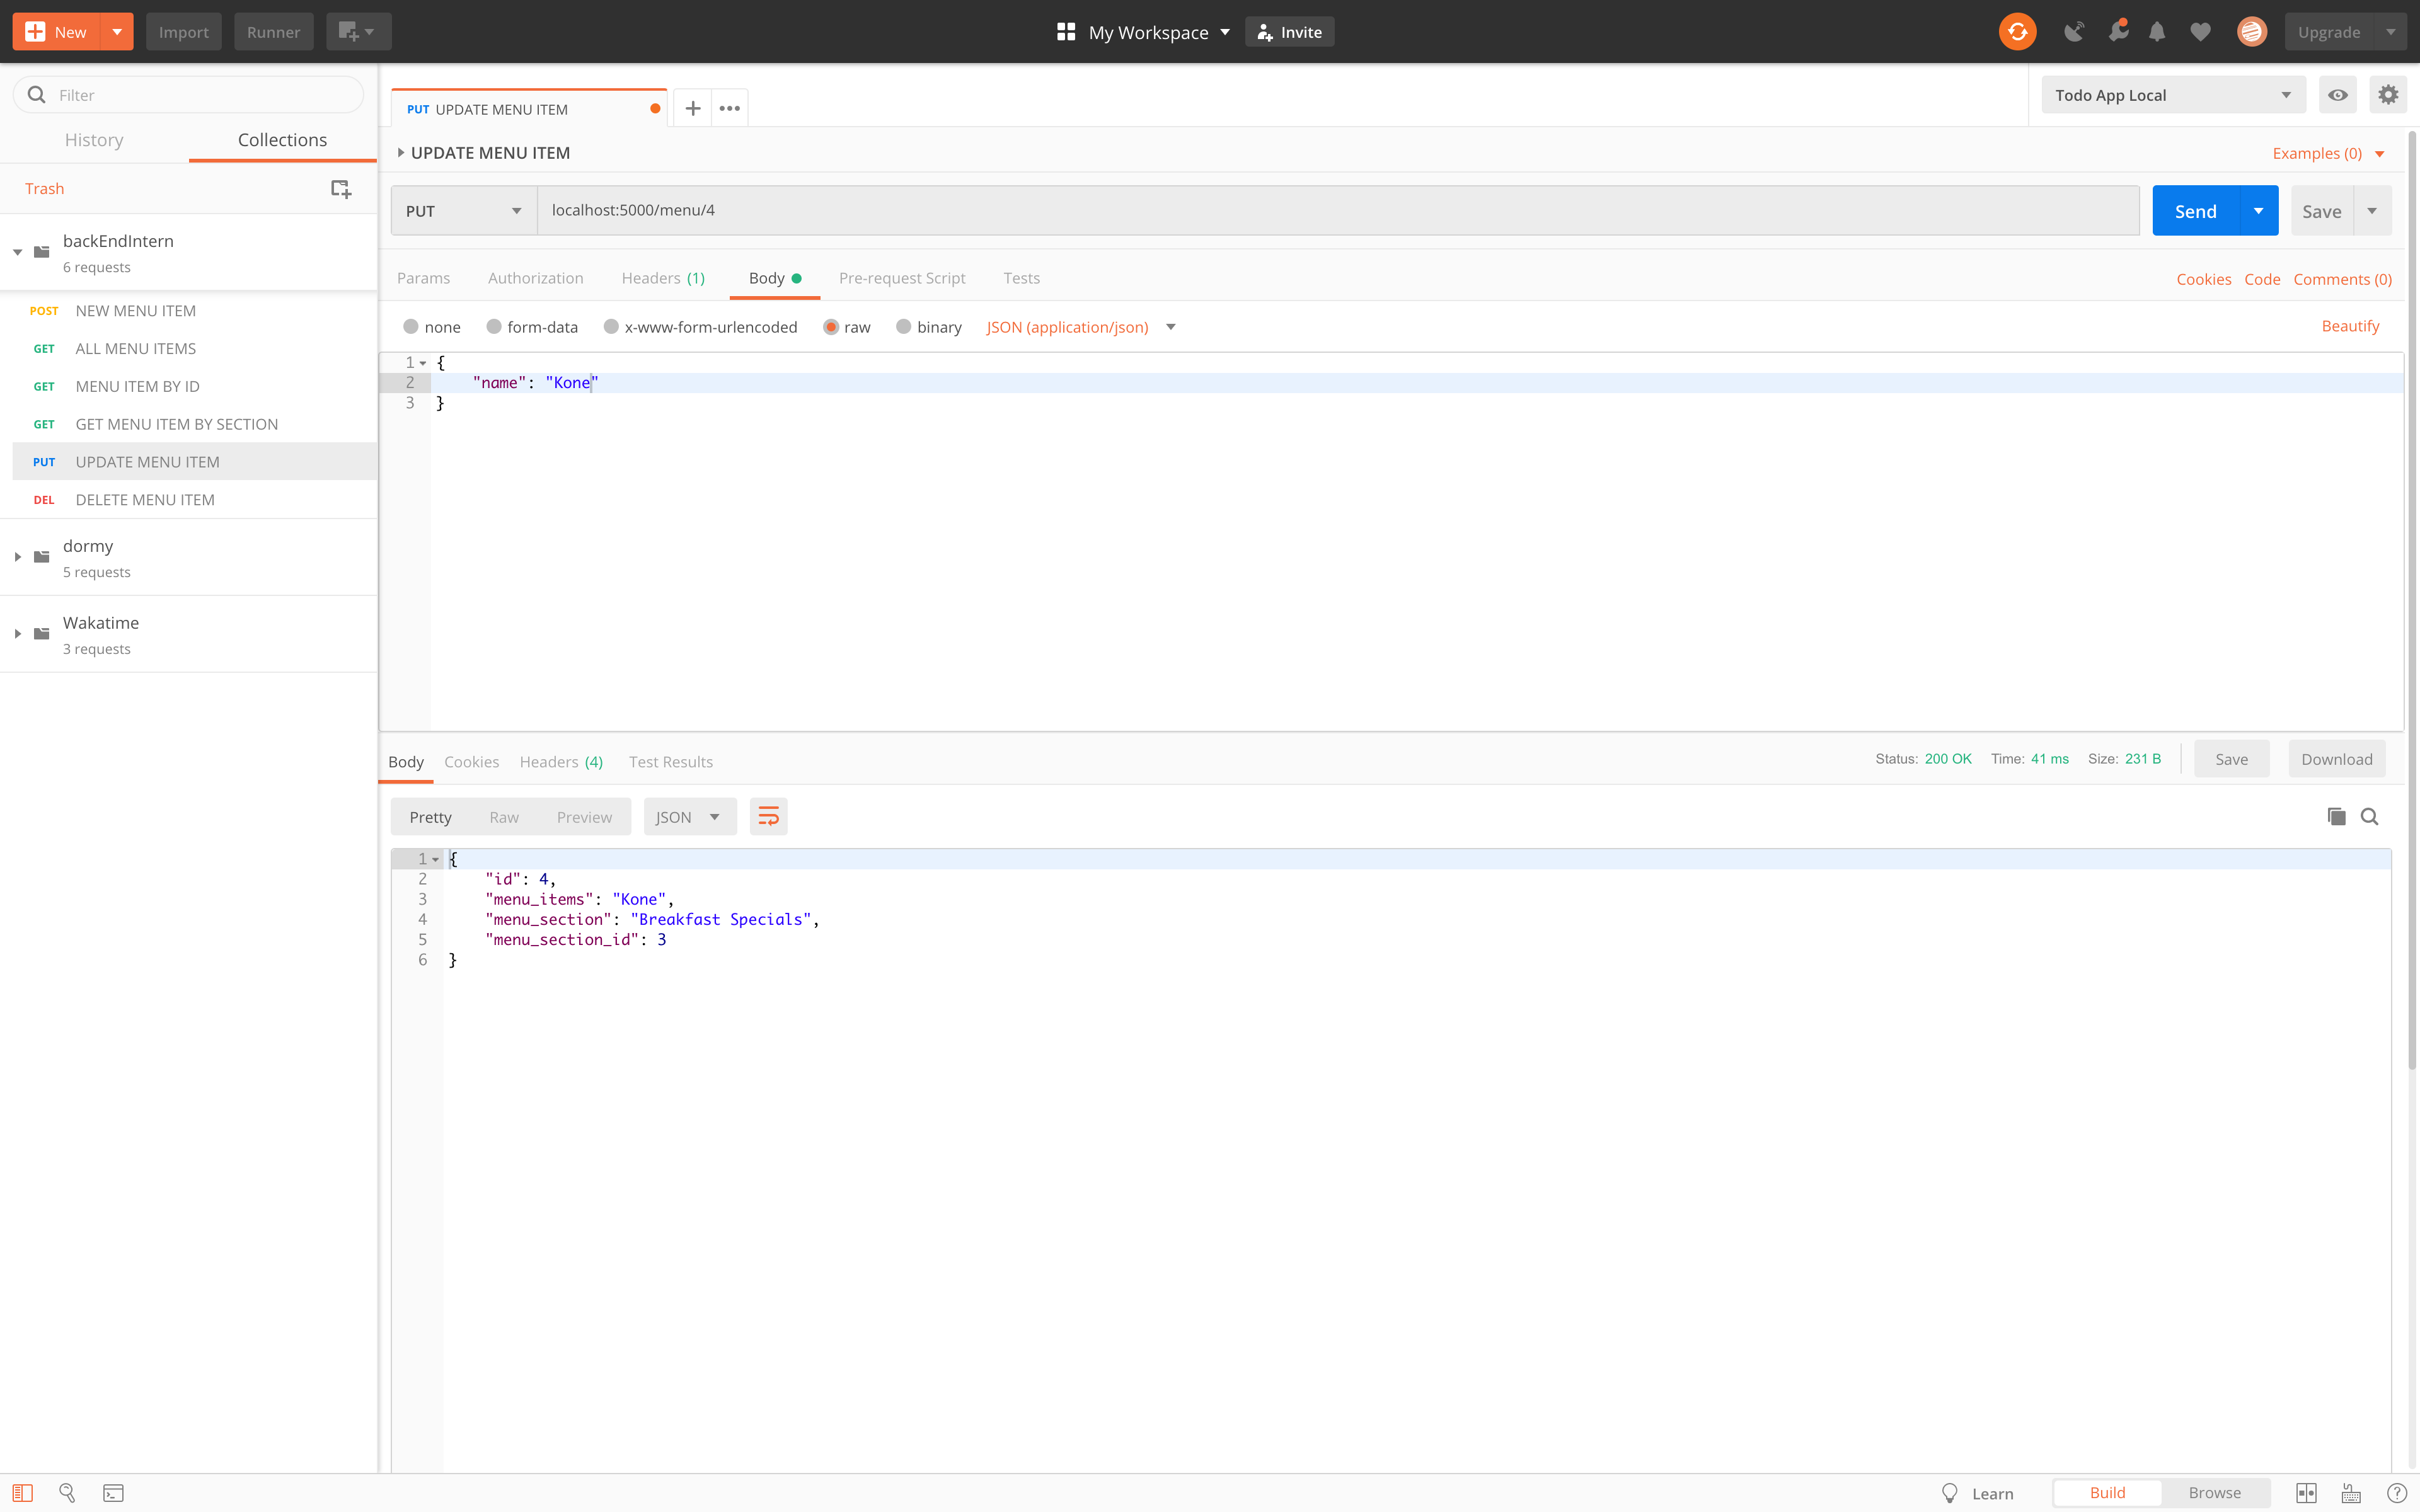 New Import Runner My Workspace Invite Upgrade
Filter
History Collections
Trash
backEndIntern
6 requests
POST NEW MENU ITEM
GET ALL MENU ITEMS
GET MENU ITEM BY ID
GET GET MENU ITEM BY SECTION
PUT UPDATE MENU ITEM
DEL DELETE MENU ITEM
dormy
5 requests
Wakatime
3 requests
PUT UPDATE MENU ITEM
Todo App Local
UPDATE MENU ITEM
Examples (0)
PUT localhost:5000/menu/4 Send Save
Params Authorization Headers (1) Body Pre-request Script Tests Cookies Code Comments (0)
none form-data x-www-form-urlencoded raw binary JSON (application/json) Beautify
1 {
2 "name": "Kone"
3 }
Body Cookies Headers (4) Test Results Status: 200 OK Time: 41 ms Size: 231 B Save Download
Pretty Raw Preview JSON
1 {
2 "id": 4,
3 "menu_items": "Kone",
4 "menu_section": "Breakfast Specials",
5 "menu_section_id": 3
6 }
Learn Build Browse